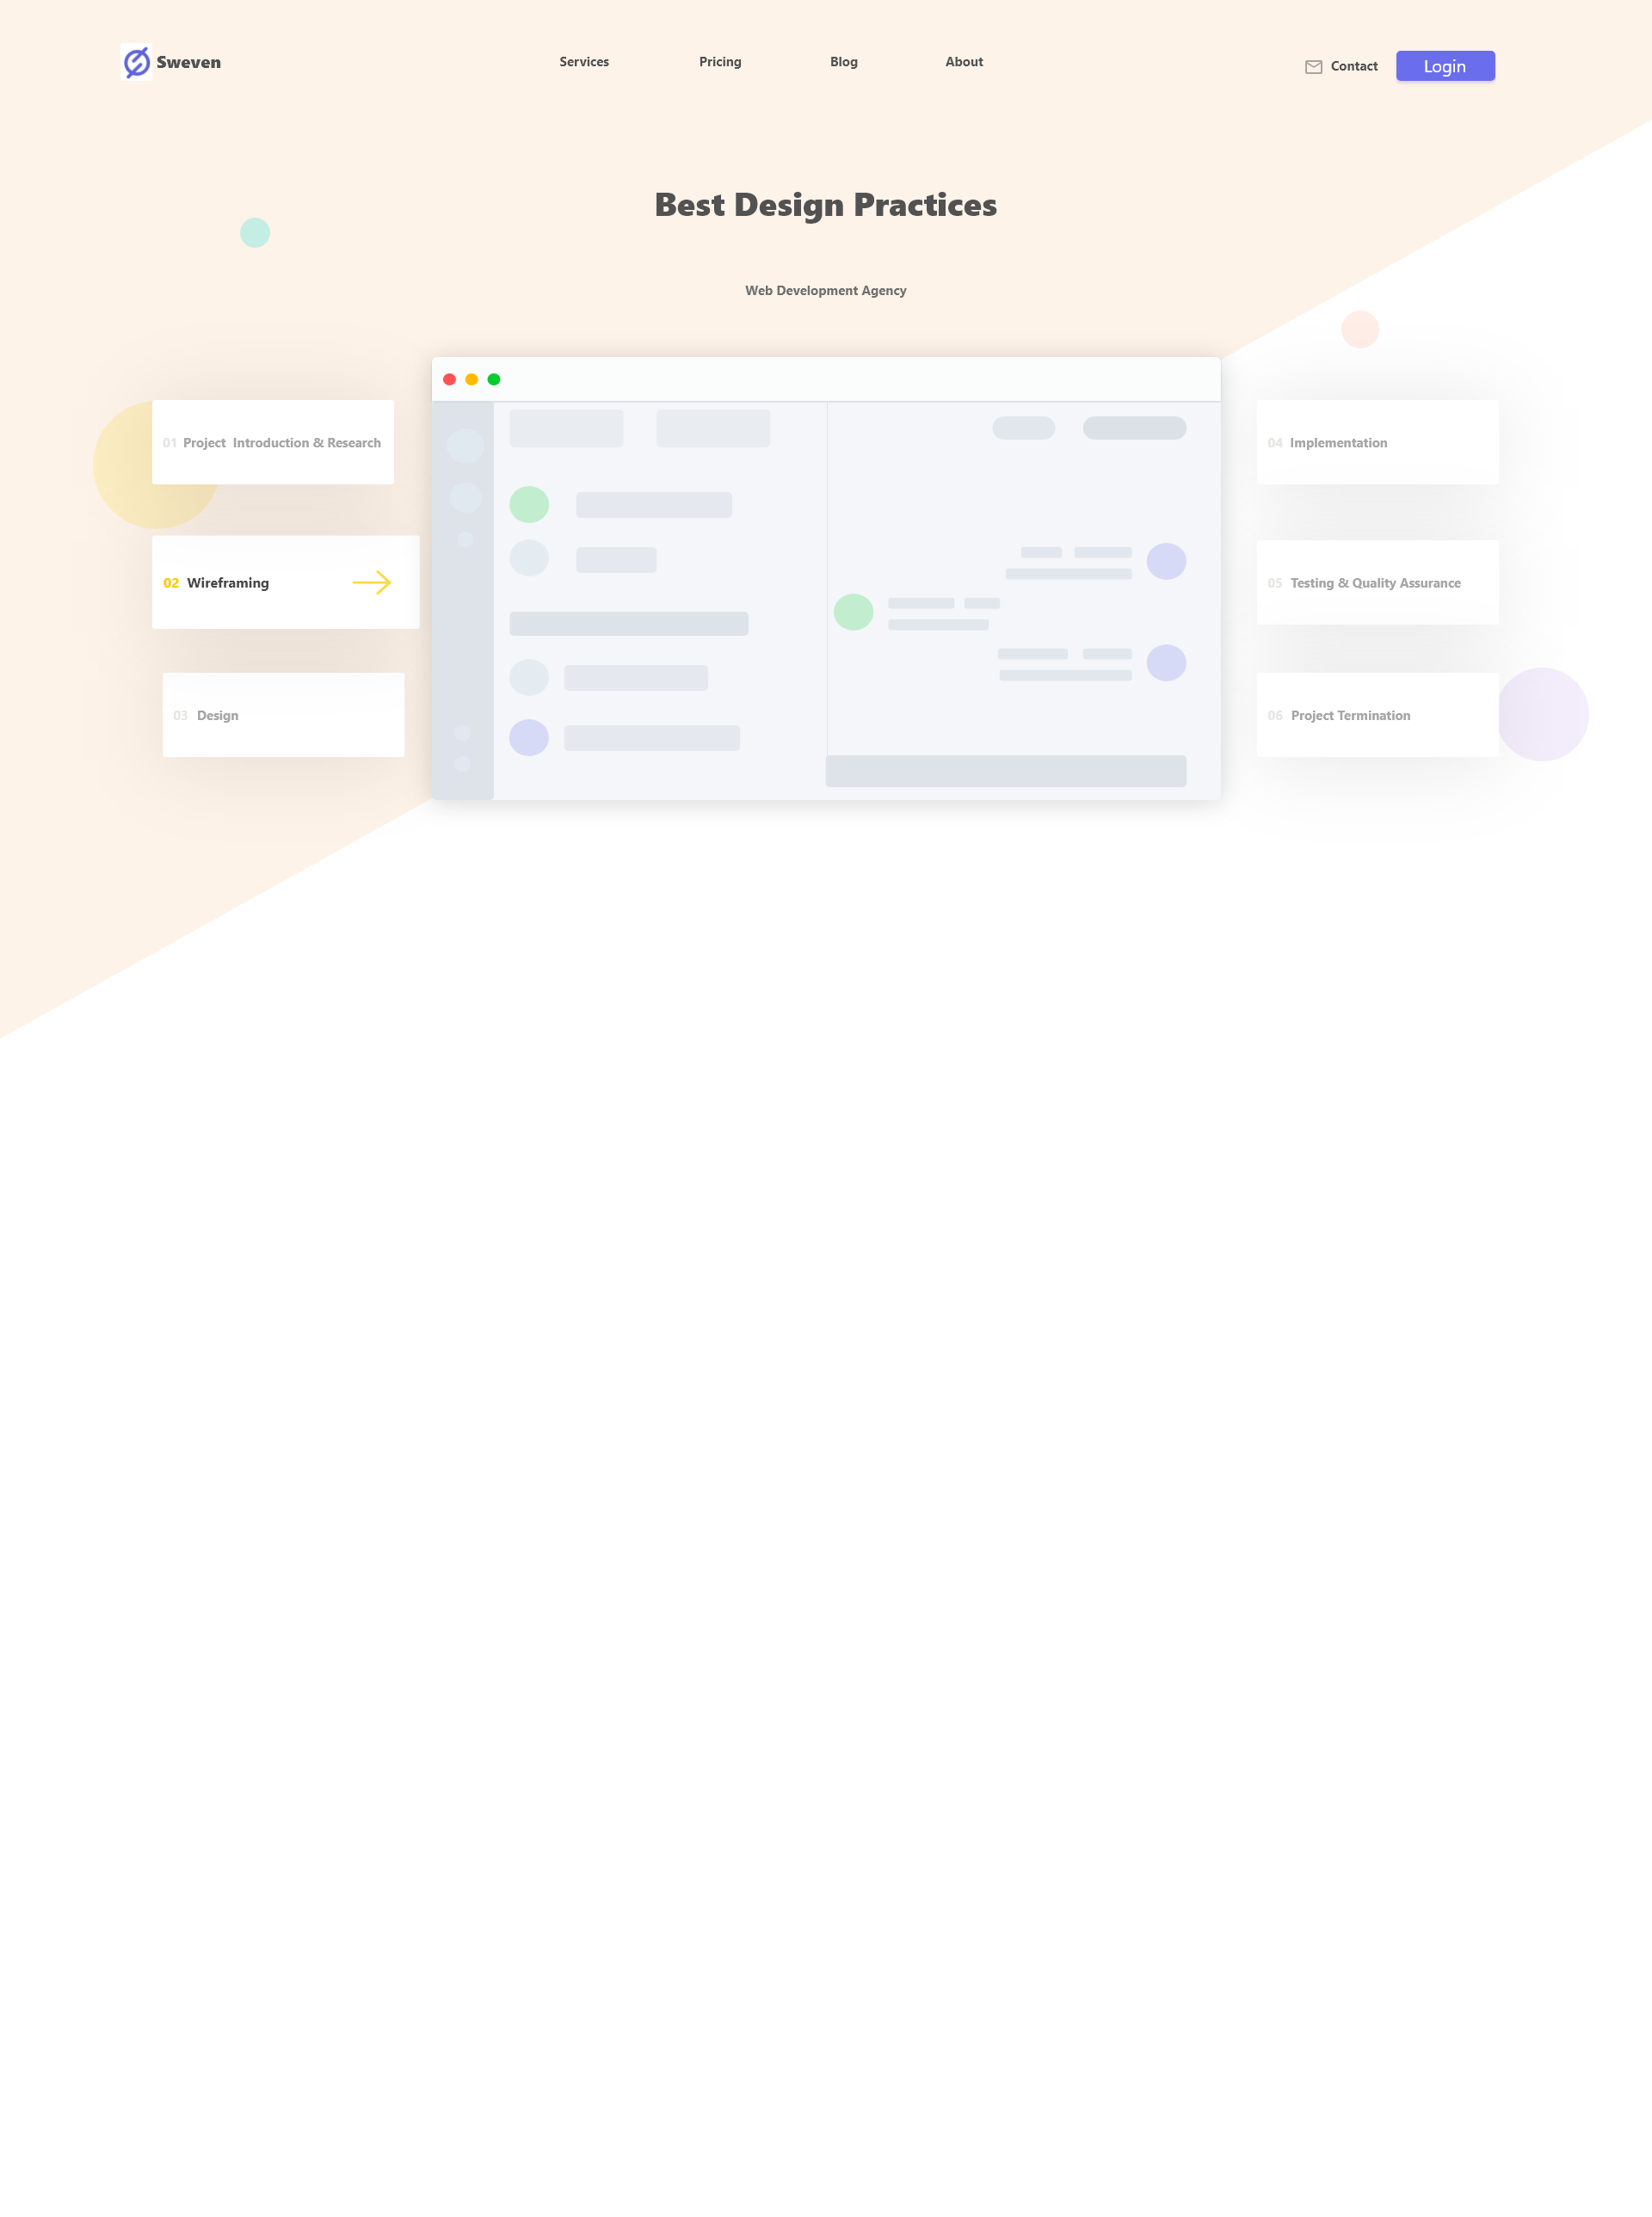 Sweven
Services
Pricing
Blog
About
Contact
Login
Best Design Practices
Web Development Agency
01 Project Introduction & Research
02 Wireframing
03 Design
04 Implementation
05 Testing & Quality Assurance
06 Project Termination